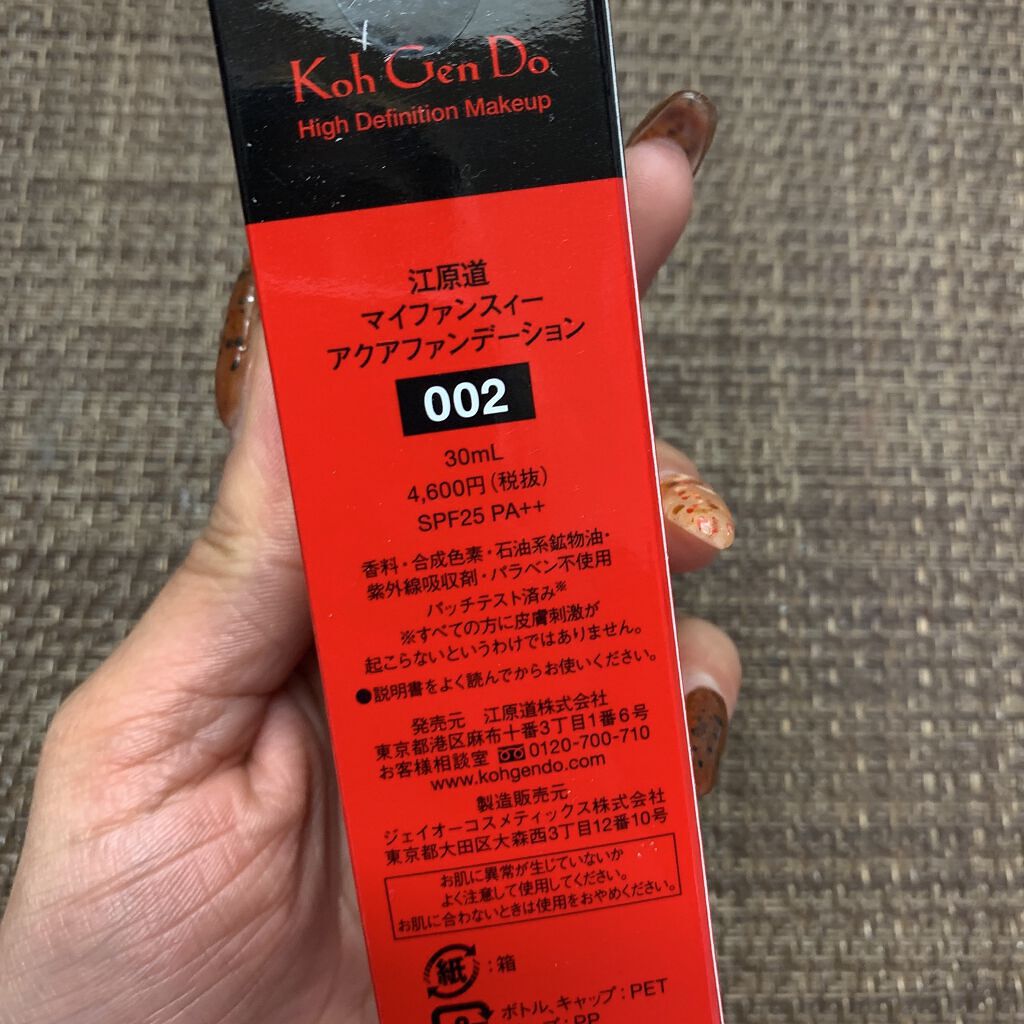 Koh Gen Do
High Definition Makeup
江原道
マイファンスィー
アクアファンデーション
002
30mL
4,600円(税抜)
SPF25 PA++
香料・合成色素・石油系鉱物油・
紫外線吸収剤・パラベン不使用
パッチテスト済み※
※すべての方に皮膚刺激が
起こらないというわけではありません。
●説明書をよく読んでからお使いください。
発売元 江原道株式会社
東京都港区麻布十番3丁目1番6号
お客様相談室 0120-700-710
www.kohgendo.com
製造販売元
ジェイオーコスメティックス株式会社
東京都大田区大森西3丁目12番10号
お肌に異常が生じていないか
よく注意して使用してください。
お肌に合わないときは使用をおやめください。
紙:箱
ボトル、キャップ:PET
プ:PP